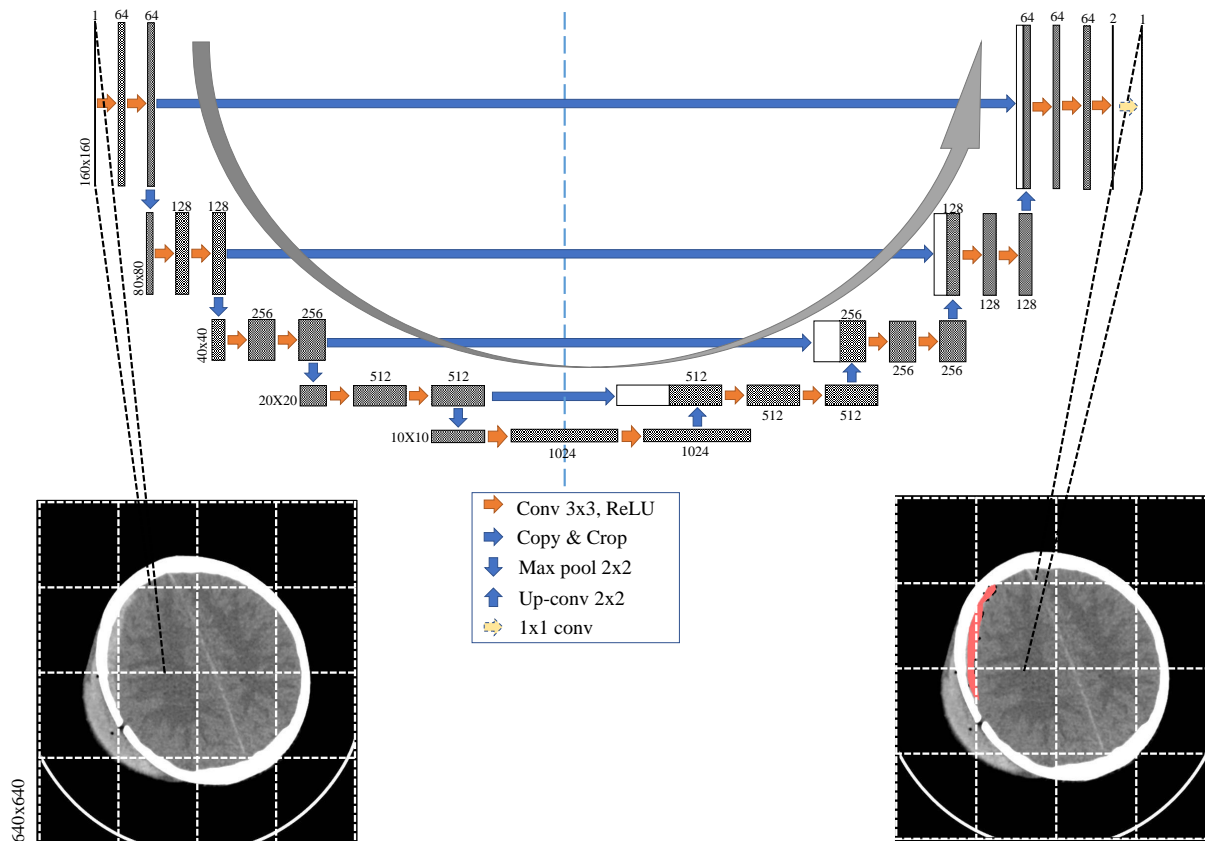 1 64 64
64 64 64 2 1
160x160
128 128
128
80x80
128 128
256 256
256
40x40
256 256
512 512
512
20X20
512 512
10X10
1024 1024
Conv 3x3, ReLU
Copy & Crop
Max pool 2x2
Up-conv 2x2
1x1 conv
640x640